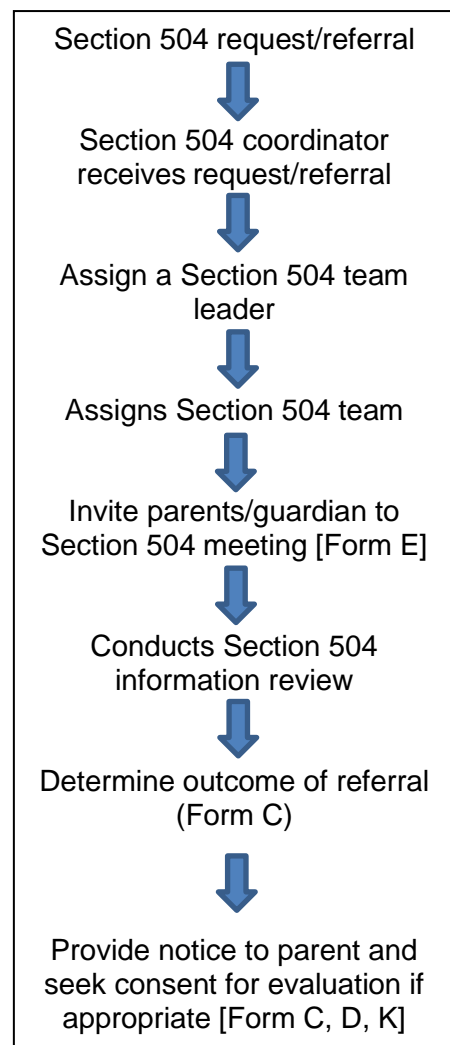 Section 504 request/referral
Section 504 coordinator
receives request/referral
Assign a Section 504 team
leader
Assigns Section 504 team
Invite parents/guardian to
Section 504 meeting [Form E]
Conducts Section 504
information review
Determine outcome of referral
(Form C)
Provide notice to parent and
seek consent for evaluation if
appropriate [Form C, D, K]